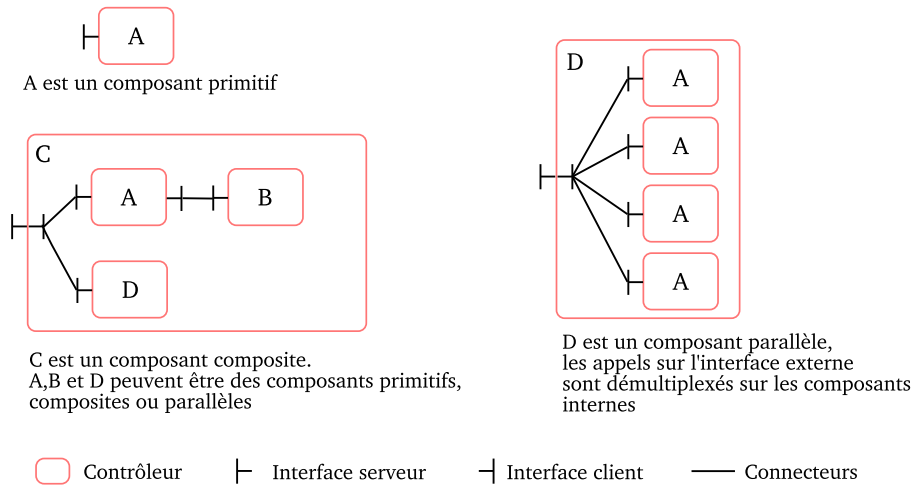 A
A est un composant primitif
C
A
B
D
C est un composant composite.
A,B et D peuvent être des composants primitifs,
composites ou parallèles
D
A
A
A
A
D est un composant parallèle,
les appels sur l'interface externe
sont démultiplexés sur les composants
internes
Contrôleur
Interface serveur
Interface client
Connecteurs